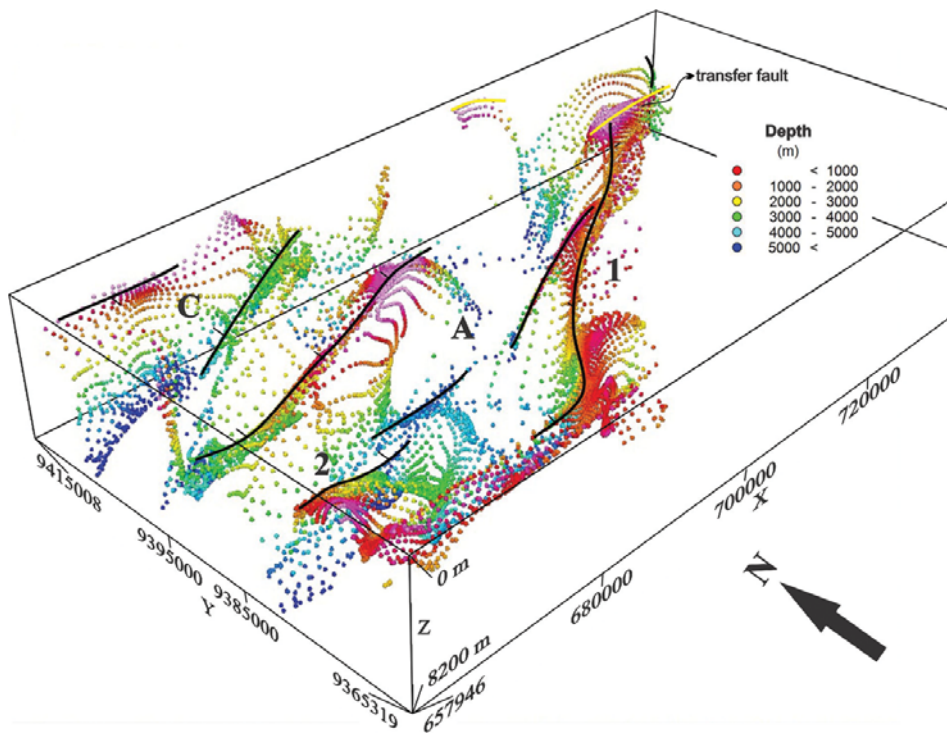 transfer fault
Depth
(m)
< 1000
1000 - 2000
2000 - 3000
3000 - 4000
4000 - 5000
5000 <
1
C
A
2
720000
700000
X
680000
N
9415008
9395000
Y
9385000
9365319
0 m
Z
8200 m
657946